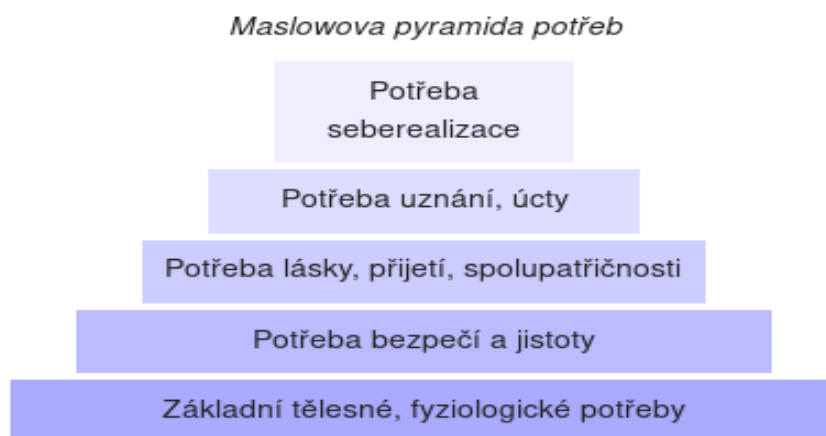 Maslowova pyramida potřeb
Potřeba
seberealizace
Potřeba uznání, úcty
Potřeba lásky, přijetí, spolupatřičnosti
Potřeba bezpečí a jistoty
Základní tělesné, fyziologické potřeby